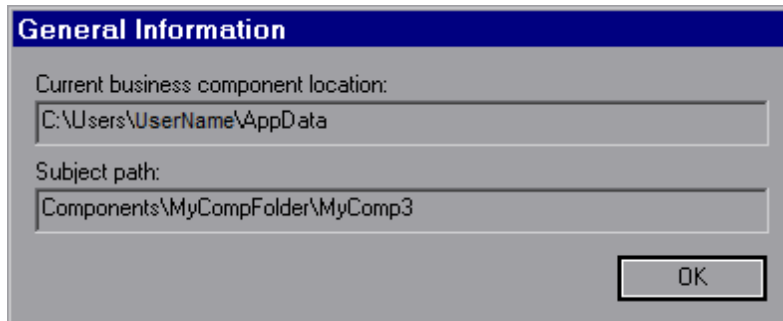 General Information
Current business component location:
C:\Users\UserName\AppData
Subject path:
Components\MyCompFolder\MyComp3
OK